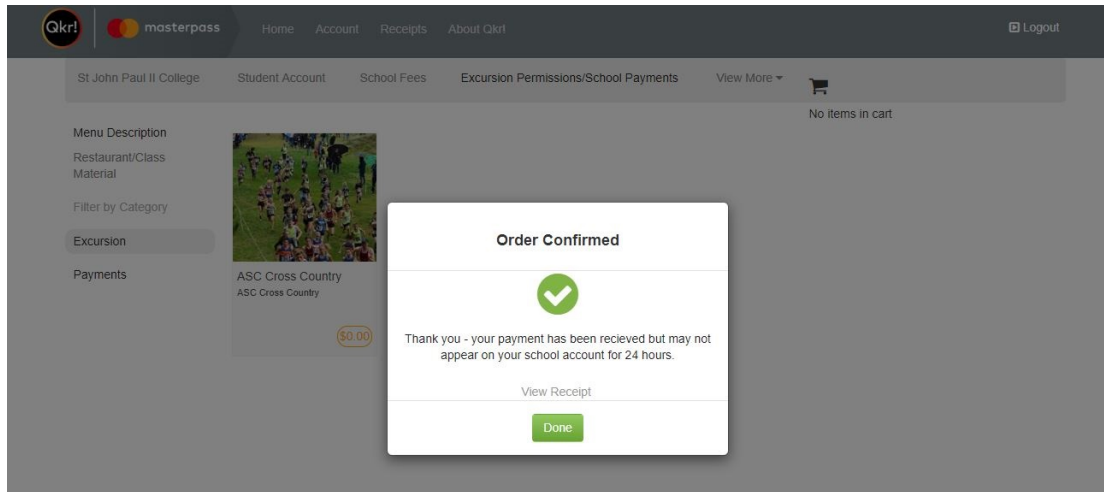 Qkr! masterpass Home Account Receipts About Qkr! Logout
St John Paul II College Student Account School Fees Excursion Permissions/School Payments View More
No items in cart
Menu Description
Restaurant/Class
Material
Filter by Category
Excursion
Payments
ASC Cross Country
ASC Cross Country
$0.00
Order Confirmed
Thank you - your payment has been recieved but may not
appear on your school account for 24 hours.
View Receipt
Done